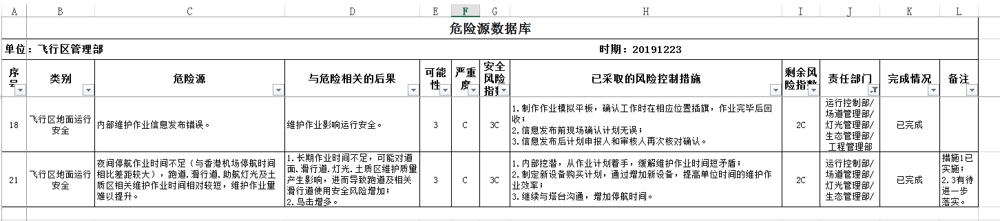 A B C D E F G H I J K L
危险源数据库
单位：飞行区管理部 时期：20191223
序号 类别 危险源 与危险相关的后果 可能性 严重度 安全风险指数 已采取的风险控制措施 剩余风险指数 责任部门 完成情况 备注
18
飞行区地面运行
安全
内部维护作业信息发布错误。
维护作业影响运行安全。
3
C
3C
1.制作作业模拟平板，确认工作时在相应位置插旗，作业完毕后回
收；
2.信息发布前现场确认计划无误；
3.信息发布后计划申报人和审核人再次核对确认。
2C
运行控制部/
场道管理部/
灯光管理部/
生态管理部/
工程管理部
已完成
21
飞行区地面运行
安全
夜间停航作业时间不足（与香港机场停航时间
相比差距较大），跑道.滑行道.助航灯光及土
质区相关维护作业时间相对较短，维护作业量
难以提升。
1.长期作业时间不足，可能对道
面.滑行道.灯光.土质区维护质量
产生影响，进而导致跑道及相关
滑行道使用安全风险增加；
2.鸟击增多。
3
C
3C
1.内部挖潜，从作业计划着手，缓解维护作业时间短矛盾；
2.制定新设备购买计划，通过增加新设备，提高单位时间的维护作
业效率；
3.继续与塔台沟通，增加停航时间。
2C
运行控制部/
场道管理部/
灯光管理部/
生态管理部/
已完成
措施1已
实施；
2.3有待
进一步
落实。